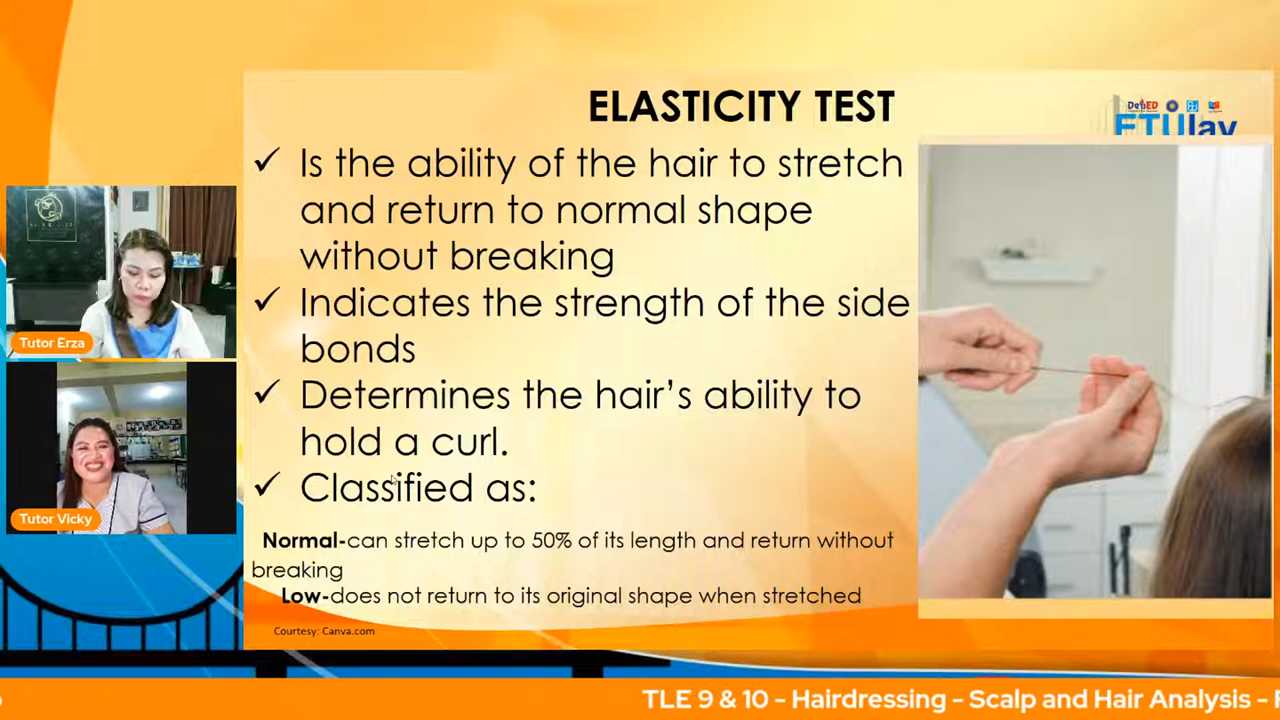 ELASTICITY TEST
DepED
ETUlay
✓ Is the ability of the hair to stretch
and return to normal shape
without breaking
✓ Indicates the strength of the side
bonds
✓ Determines the hair's ability to
hold a curl.
✓ Classified as:
Normal-can stretch up to 50% of its length and return without
breaking
Low-does not return to its original shape when stretched
Courtesy: Canva.com
Tutor Erza
Tutor Vicky
TLE 9 & 10 - Hairdressing - Scalp and Hair Analysis -